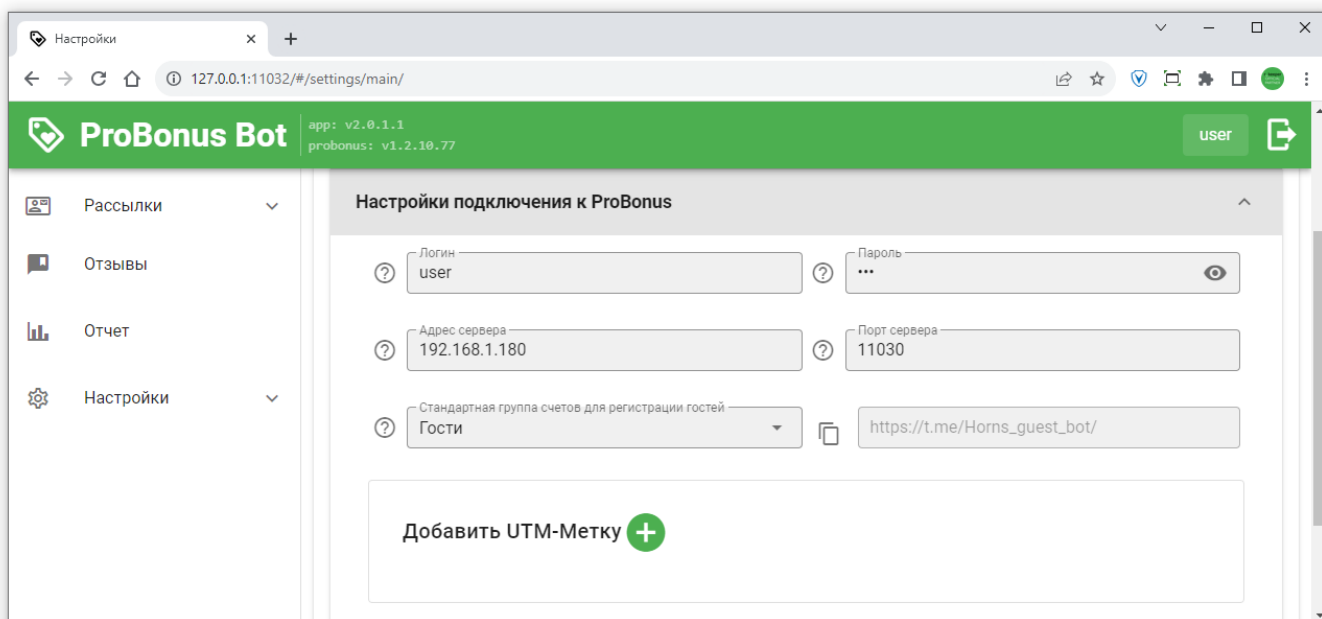 Настройки
127.0.0.1:11032/#/settings/main/
ProBonus Bot
app: v2.0.1.1
probonus: v1.2.10.77
user
Рассылки
Отзывы
Отчет
Настройки
Настройки подключения к ProBonus
Логин
user
Пароль
•••
Адрес сервера
192.168.1.180
Порт сервера
11030
Стандартная группа счетов для регистрации гостей
Гости
https://t.me/Horns_guest_bot/
Добавить UTM-Метку